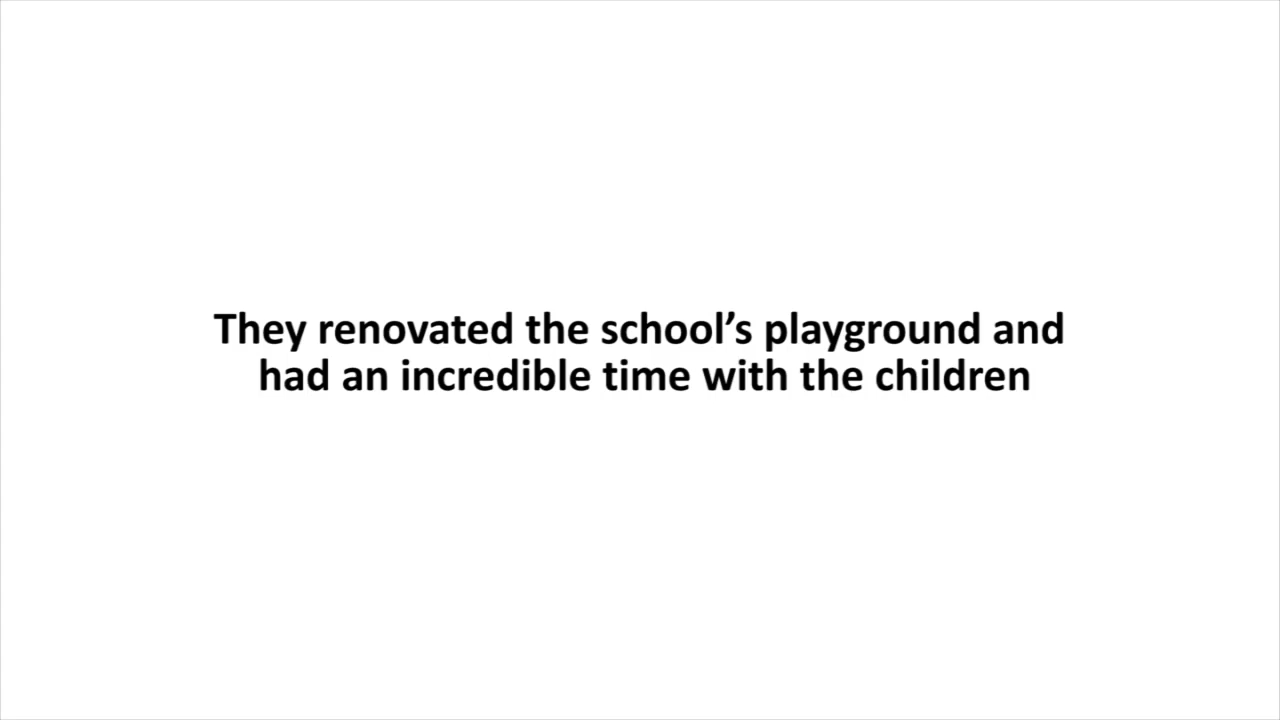 They renovated the school’s playground and
had an incredible time with the children